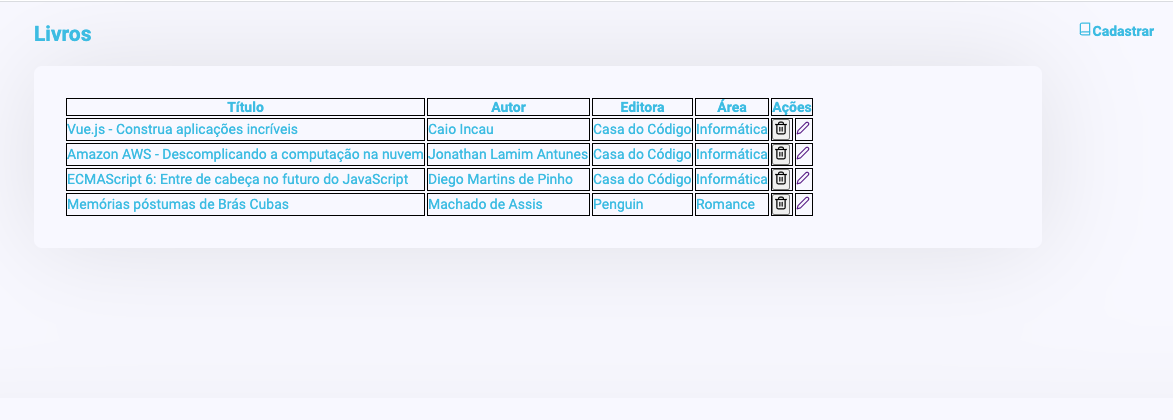 Livros
Cadastrar
Título Autor Editora Área Ações
Vue.js - Construa aplicações incríveis Caio Incau Casa do Código Informática
Amazon AWS - Descomplicando a computação na nuvem Jonathan Lamim Antunes Casa do Código Informática
ECMAScript 6: Entre de cabeça no futuro do JavaScript Diego Martins de Pinho Casa do Código Informática
Memórias póstumas de Brás Cubas Machado de Assis Penguin Romance